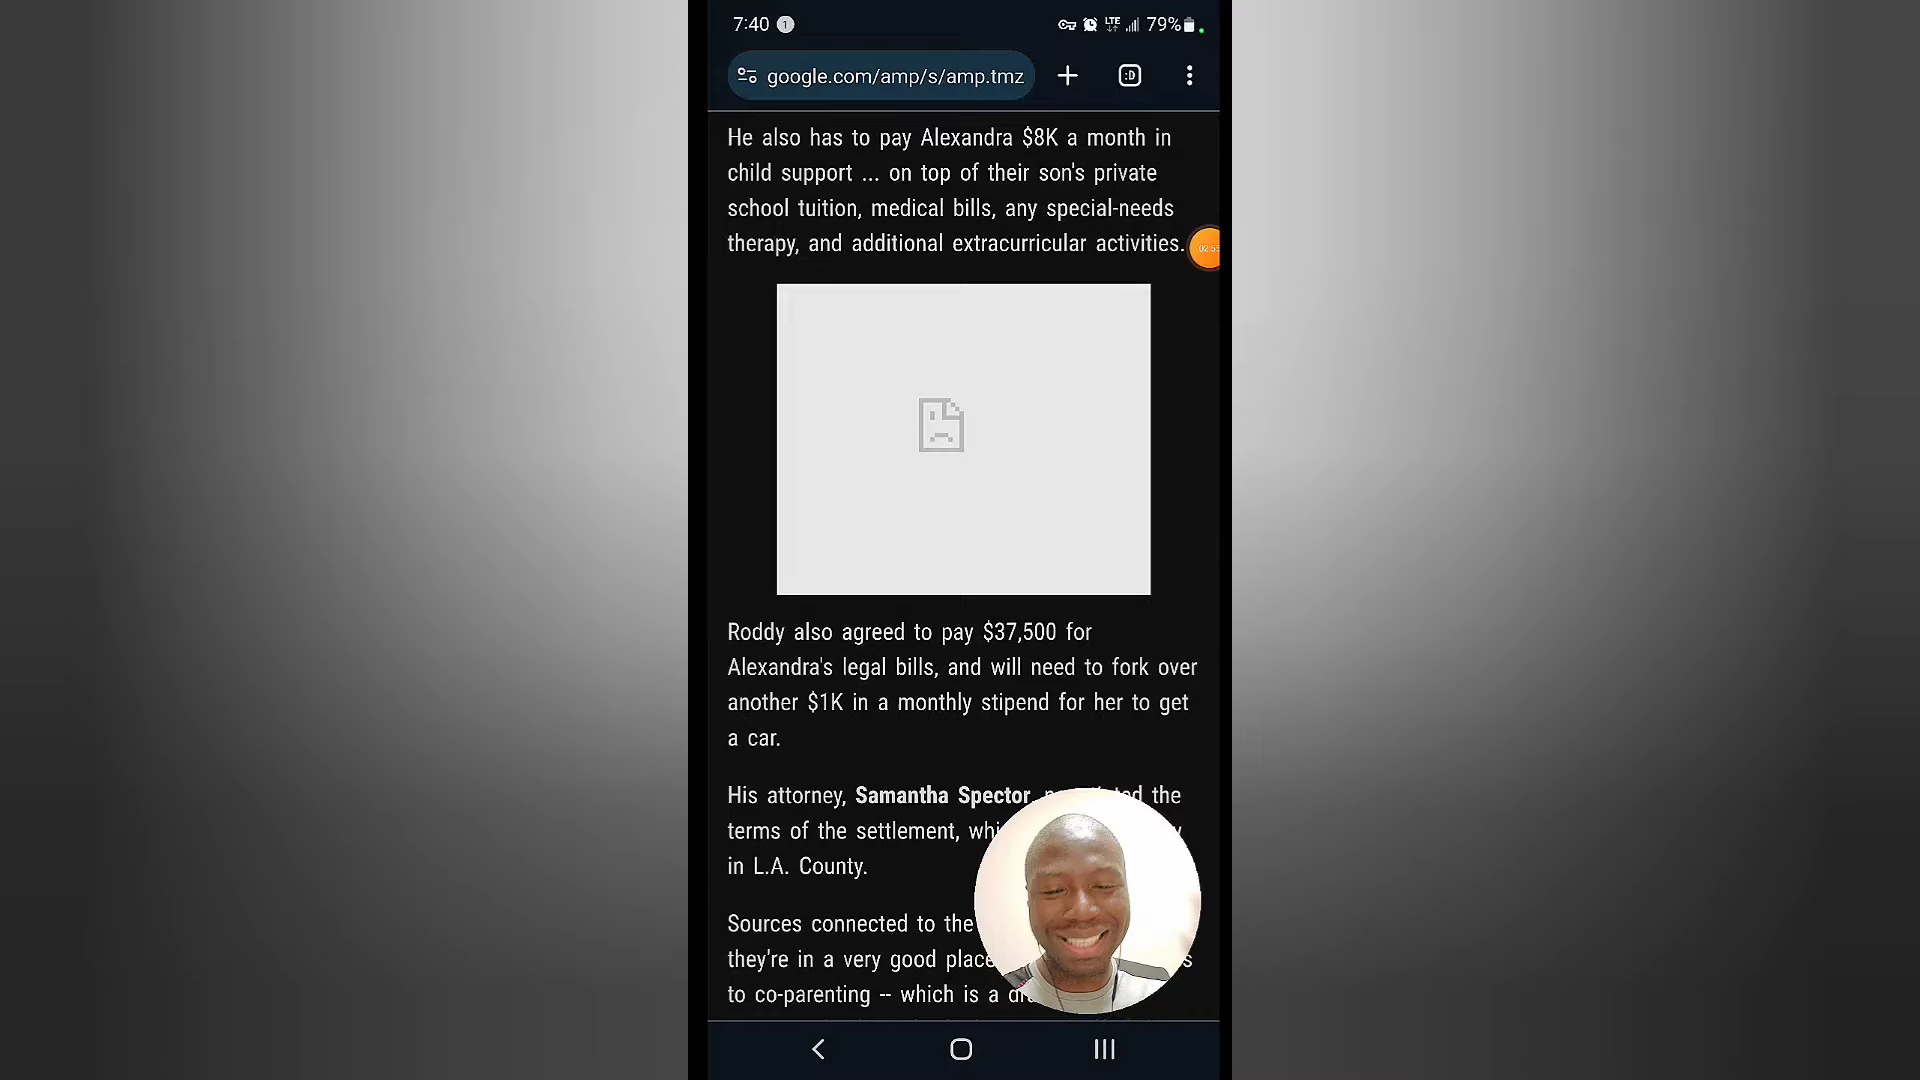 7:40 1 LTE 79%
google.com/amp/s/amp.tmz
:D
He also has to pay Alexandra $8K a month in
child support ... on top of their son's private
school tuition, medical bills, any special-needs
therapy, and additional extracurricular activities.
Roddy also agreed to pay $37,500 for
Alexandra's legal bills, and will need to fork over
another $1K in a monthly stipend for her to get
a car.
His attorney, Samantha Spector, the
terms of the settlement,
in L.A. County.
Sources connected to the
they're in a very good place
to co-parenting -- which is a